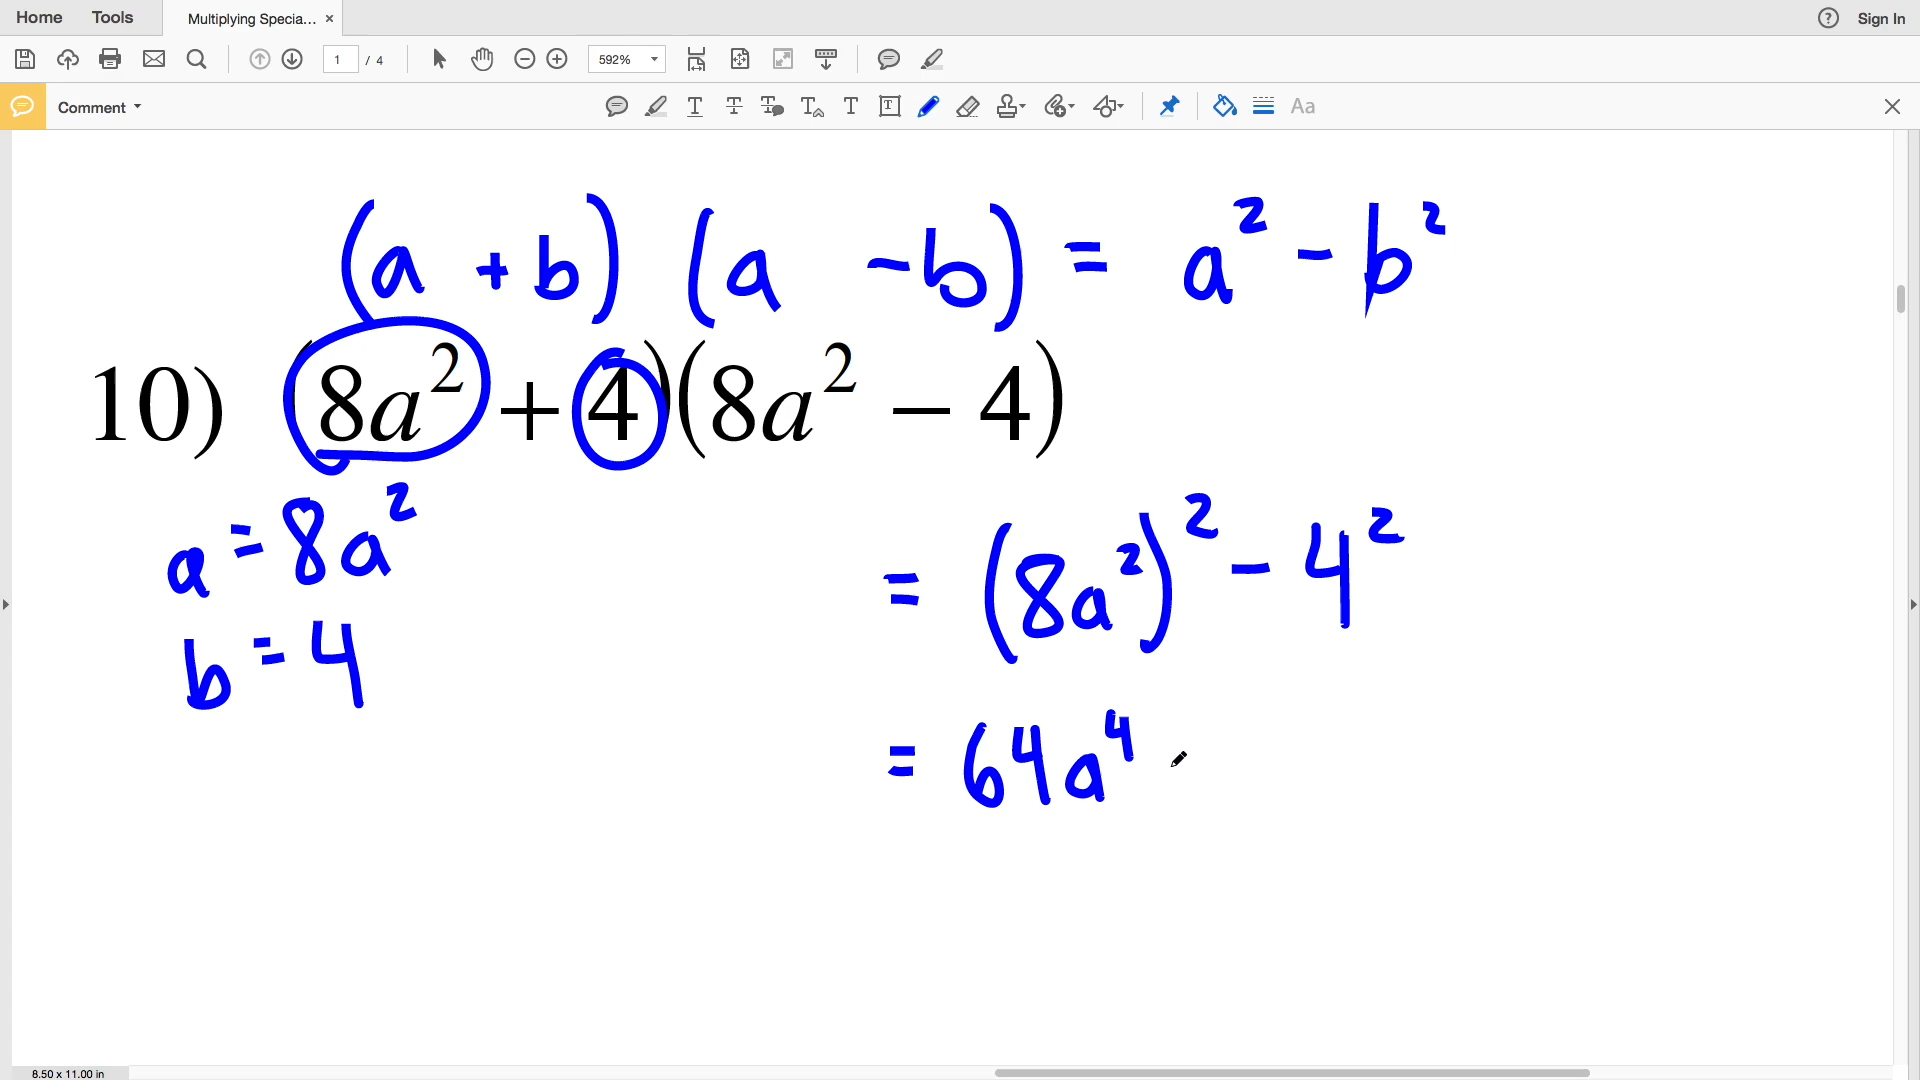 Home Tools Multiplying Specia... × ? Sign In
1 / 4 592%
Comment T T T T T T Aa
(a + b) (a - b) = a² - b²
10) (8a² + 4)(8a² − 4)
a = 8a²
= (8a²)² - 4²
b = 4
= 64a⁴
8.50 x 11.00 in